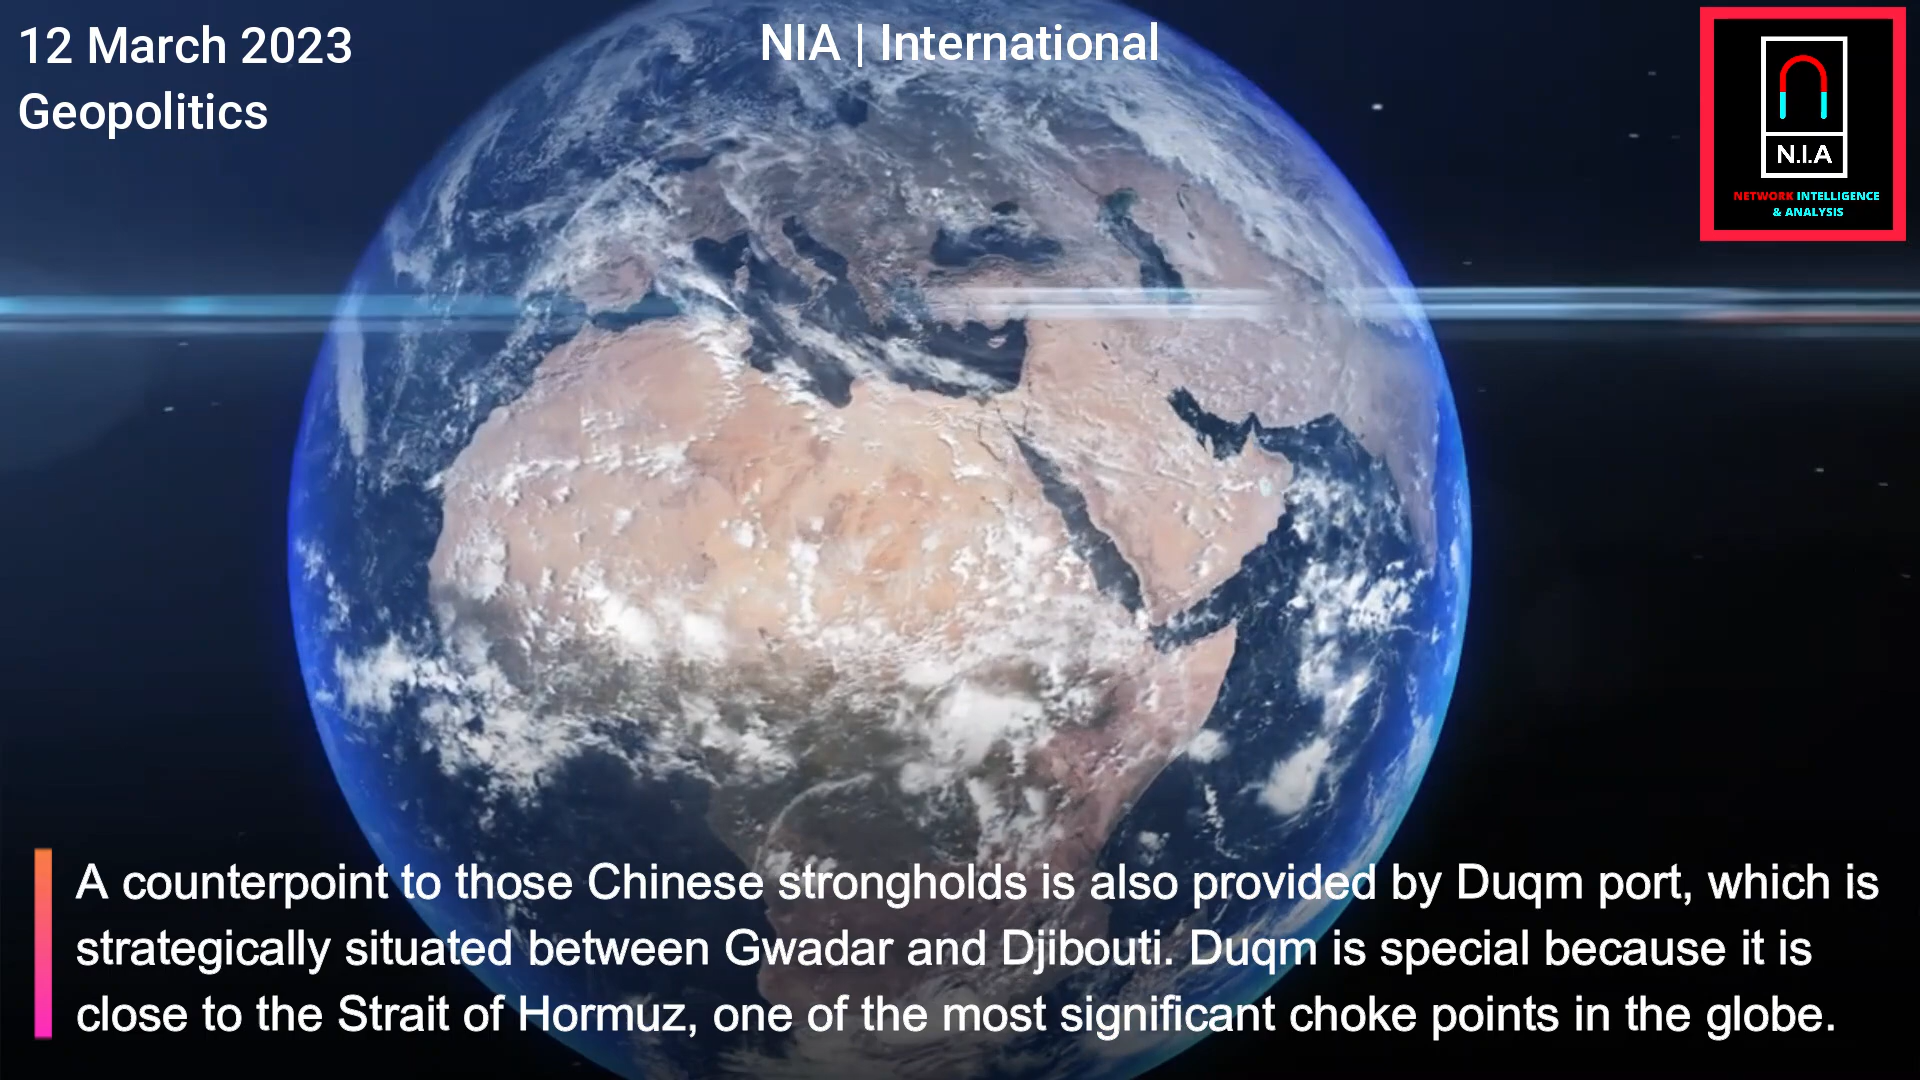 12 March 2023
Geopolitics
NIA | International
N.I.A
NETWORK INTELLIGENCE
& ANALYSIS
A counterpoint to those Chinese strongholds is also provided by Duqm port, which is
strategically situated between Gwadar and Djibouti. Duqm is special because it is
close to the Strait of Hormuz, one of the most significant choke points in the globe.